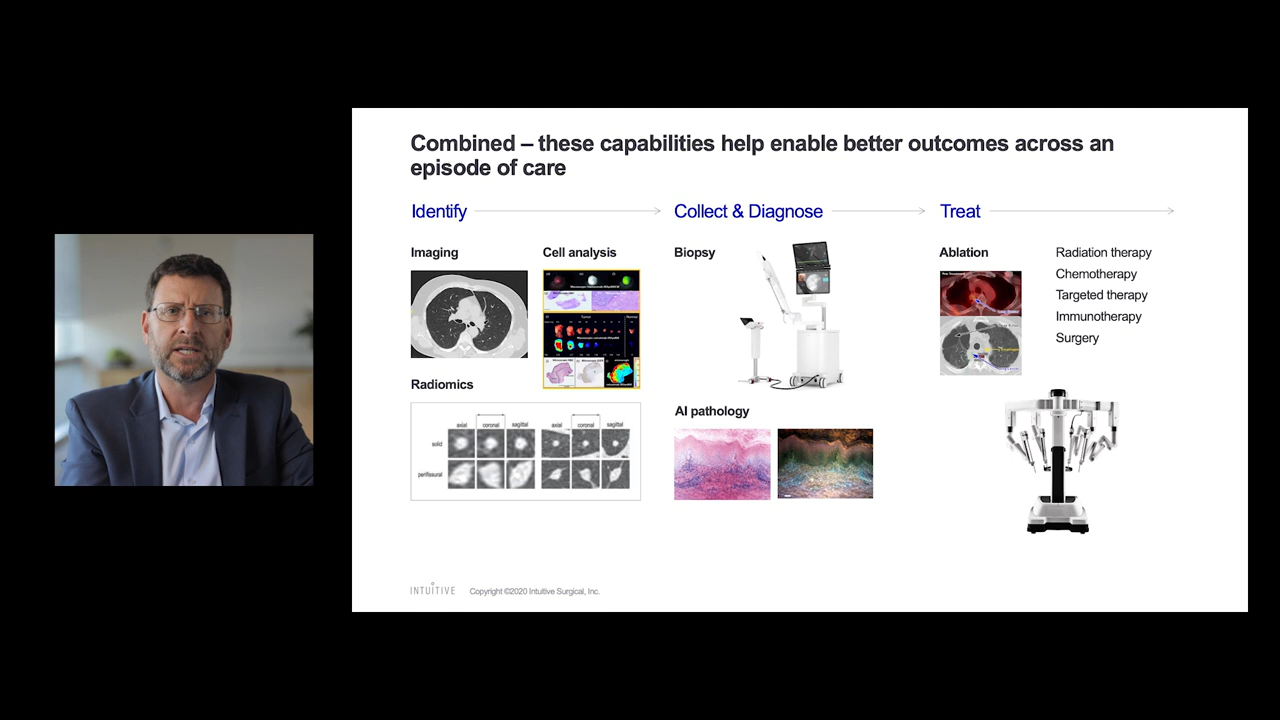 Combined – these capabilities help enable better outcomes across an
episode of care
Identify
Collect & Diagnose
Treat
Imaging
Cell analysis
Biopsy
Ablation
Radiation therapy
Chemotherapy
Targeted therapy
Immunotherapy
Surgery
Radiomics
axial coronal sagittal axial coronal sagittal
solid
perifissural
AI pathology
INTUITIVE
Copyright ©2020 Intuitive Surgical, Inc.